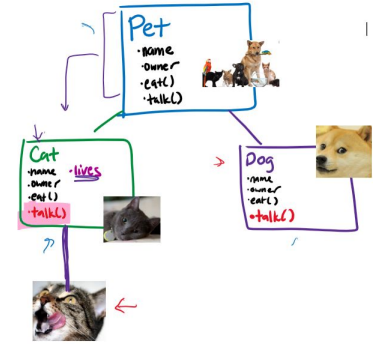 Pet
•name
•owner
•eat()
•talk()
Cat
•name •lives
•owner
•eat()
•talk()
Dog
•name
•owner
•eat()
•talk()